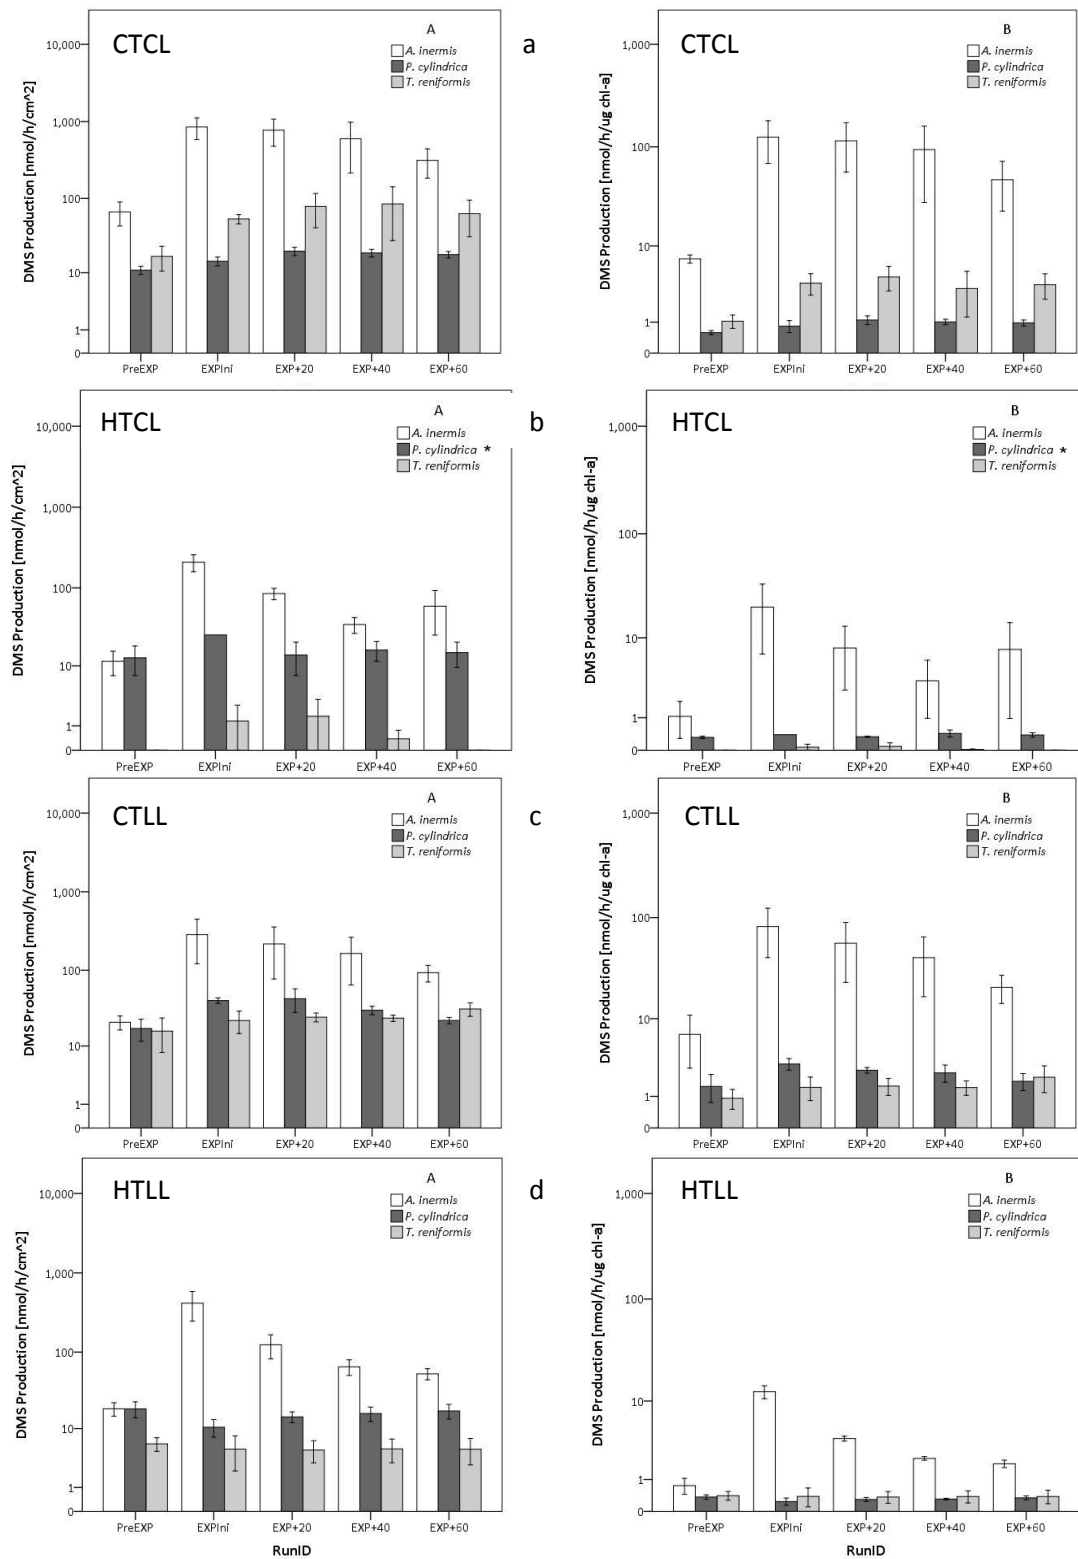 CTCL
A
A. inermis
P. cylindrica
T. reniformis
10,000
1,000
100
10
1
0
DMS Production [nmol/h/cm^2]
PreEXP EXPIni EXP+20 EXP+40 EXP+60
a
CTCL
B
A. inermis
P. cylindrica
T. reniformis
1,000
100
10
1
0
DMS Production [nmol/h/ug chl-a]
PreEXP EXPIni EXP+20 EXP+40 EXP+60
HTCL
A
A. inermis
P. cylindrica *
T. reniformis
10,000
1,000
100
10
1
0
DMS Production [nmol/h/cm^2]
PreEXP EXPIni EXP+20 EXP+40 EXP+60
b
HTCL
B
A. inermis
P. cylindrica *
T. reniformis
1,000
100
10
1
0
DMS Production [nmol/h/ug chl-a]
PreEXP EXPIni EXP+20 EXP+40 EXP+60
CTLL
A
A. inermis
P. cylindrica
T. reniformis
10,000
1,000
100
10
1
0
DMS Production [nmol/h/cm^2]
PreEXP EXPIni EXP+20 EXP+40 EXP+60
c
CTLL
B
A. inermis
P. cylindrica
T. reniformis
1,000
100
10
1
0
DMS Production [nmol/h/ug chl-a]
PreEXP EXPIni EXP+20 EXP+40 EXP+60
HTLL
A
A. inermis
P. cylindrica
T. reniformis
10,000
1,000
100
10
1
0
DMS Production [nmol/h/cm^2]
PreEXP EXPIni EXP+20 EXP+40 EXP+60
RunID
d
HTLL
B
A. inermis
P. cylindrica
T. reniformis
1,000
100
10
1
0
DMS Production [nmol/h/ug chl-a]
PreEXP EXPIni EXP+20 EXP+40 EXP+60
RunID